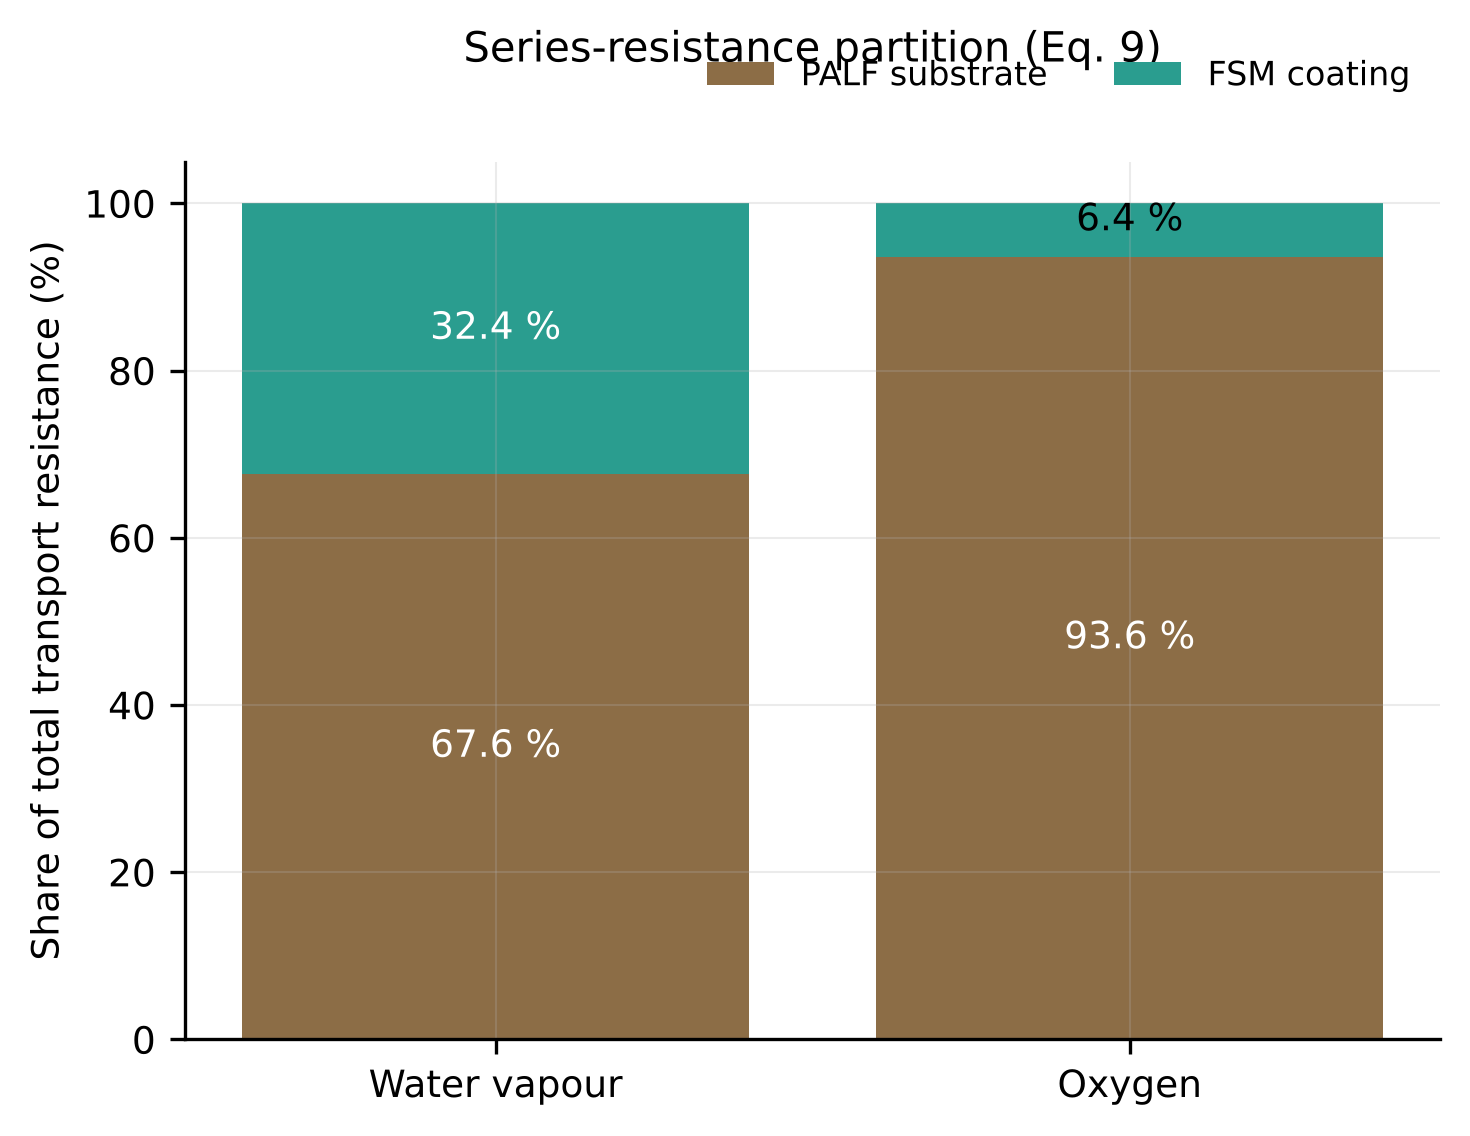 Series-resistance partition (Eq. 9)
PALF substrate FSM coating
Share of total transport resistance (%)
100
80
60
40
20
0
32.4 %
67.6 %
6.4 %
93.6 %
Water vapour Oxygen